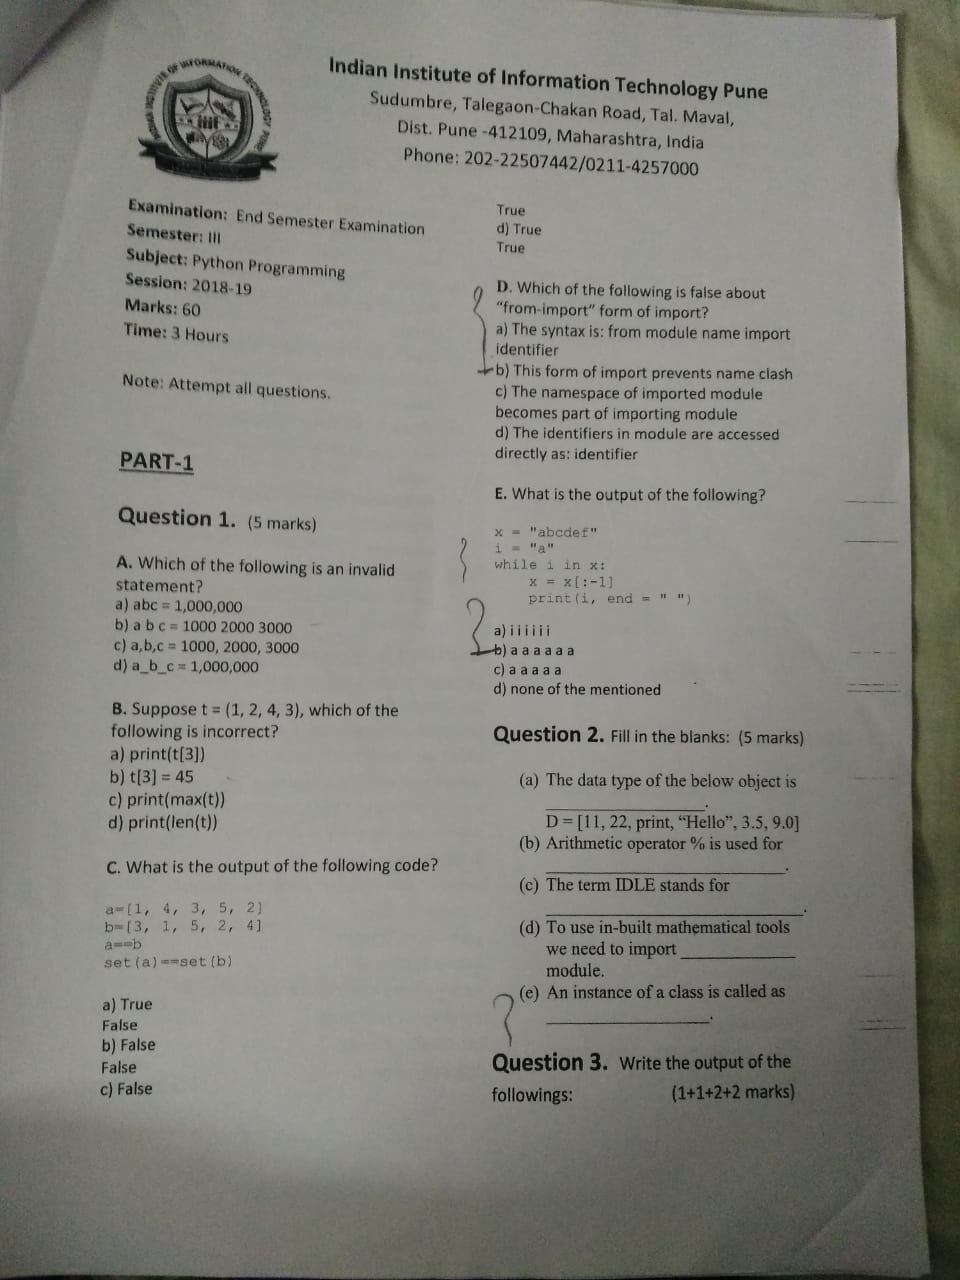 Indian Institute of Information Technology Pune
Sudumbre, Talegaon-Chakan Road, Tal. Maval,
Dist. Pune -412109, Maharashtra, India
Phone: 202-22507442/0211-4257000
Examination: End Semester Examination
Semester: III
Subject: Python Programming
Session: 2018-19
Marks: 60
Time: 3 Hours
Note: Attempt all questions.
PART-1
Question 1. (5 marks)
A. Which of the following is an invalid
statement?
a) abc = 1,000,000
b) a b c = 1000 2000 3000
c) a,b,c = 1000, 2000, 3000
d) a_b_c = 1,000,000
B. Suppose t = (1, 2, 4, 3), which of the
following is incorrect?
a) print(t[3])
b) t[3] = 45
c) print(max(t))
d) print(len(t))
C. What is the output of the following code?
a=[1, 4, 3, 5, 2]
b=[3, 1, 5, 2, 4]
a==b
set(a)==set(b)
a) True
False
b) False
False
c) False
True
d) True
True
D. Which of the following is false about
“from-import” form of import?
a) The syntax is: from module name import
identifier
b) This form of import prevents name clash
c) The namespace of imported module
becomes part of importing module
d) The identifiers in module are accessed
directly as: identifier
E. What is the output of the following?
x = "abcdef"
i = "a"
while i in x:
x = x[:-1]
print(i, end = " ")
a) i i i i i i
b) a a a a a a
c) a a a a a
d) none of the mentioned
Question 2. Fill in the blanks: (5 marks)
(a) The data type of the below object is
____________________.
D = [11, 22, print, “Hello”, 3.5, 9.0]
(b) Arithmetic operator % is used for
______________________________.
(c) The term IDLE stands for
________________________________.
(d) To use in-built mathematical tools
we need to import ______________
module.
(e) An instance of a class is called as
____________________.
Question 3. Write the output of the
followings: (1+1+2+2 marks)